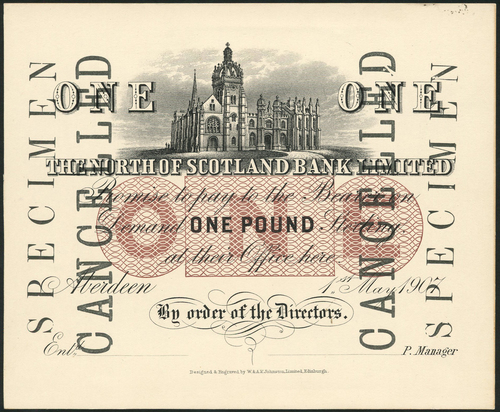 ONE ONE
THE NORTH OF SCOTLAND BANK LIMITED
Promise to pay to the Bearer on
Demand ONE POUND Sterling
at their Office here
ONE
Aberdeen 1st May, 1907
By order of the Directors.
Entd. P. Manager
Designed & Engraved by W. & A.K. Johnston, Limited, Edinburgh.
SPECIMEN
CANCELLED
CANCELLED
SPECIMEN